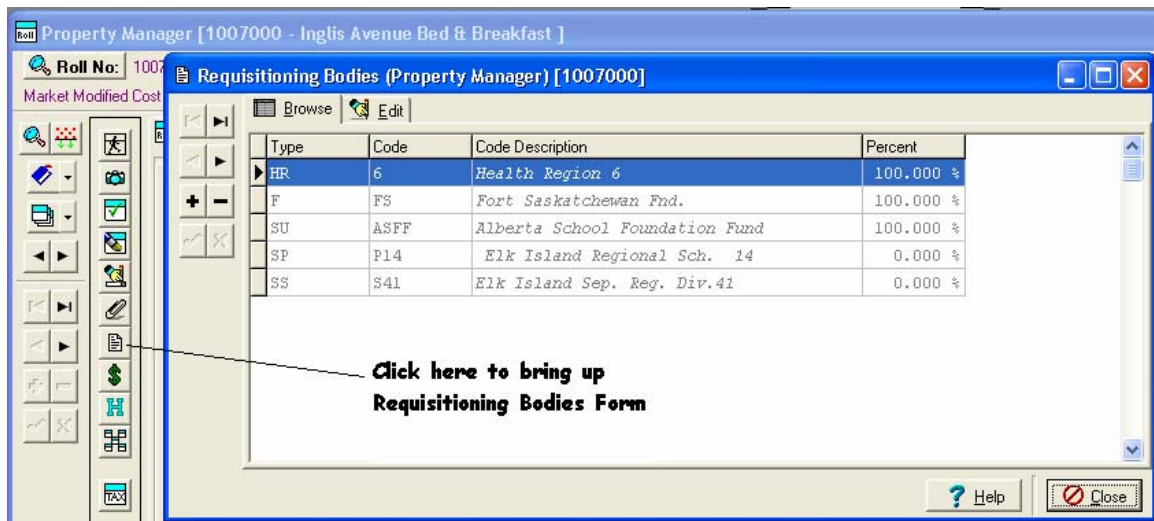 Roll Property Manager [1007000 - Inglis Avenue Bed & Breakfast ]
Roll No: 1007
Market Modified Cost
Requisitioning Bodies (Property Manager) [1007000]
Browse Edit
Type Code Code Description Percent
HR 6 Health Region 6 100.000 %
F FS Fort Saskatchewan Fnd. 100.000 %
SU ASFF Alberta School Foundation Fund 100.000 %
SP P14 Elk Island Regional Sch. 14 0.000 %
SS S41 Elk Island Sep. Reg. Div.41 0.000 %
Click here to bring up
Requisitioning Bodies Form
H
TAX
? Help Close